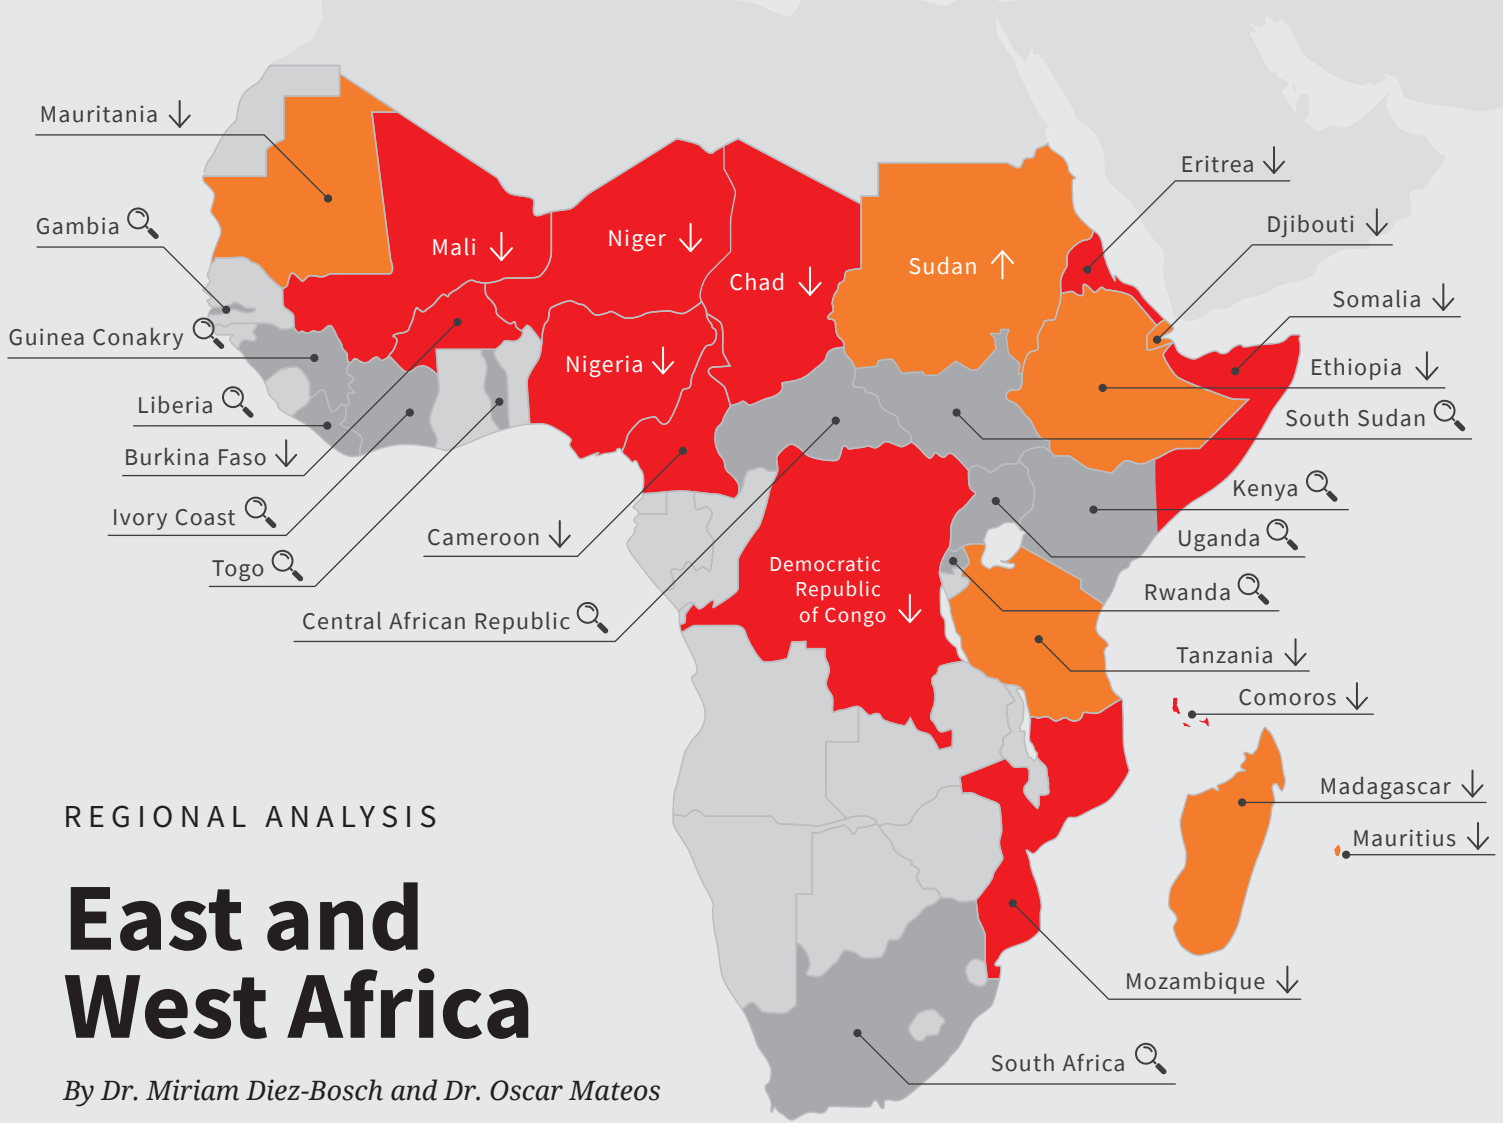 Mauritania
Gambia
Guinea Conakry
Liberia
Burkina Faso
Ivory Coast
Togo
Cameroon
Central African Republic
Mali
Niger
Chad
Nigeria
Sudan
Democratic
Republic
of Congo
Eritrea
Djibouti
Somalia
Ethiopia
South Sudan
Kenya
Uganda
Rwanda
Tanzania
Comoros
Madagascar
Mauritius
Mozambique
South Africa
REGIONAL ANALYSIS
East and
West Africa
By Dr. Miriam Diez-Bosch and Dr. Oscar Mateos